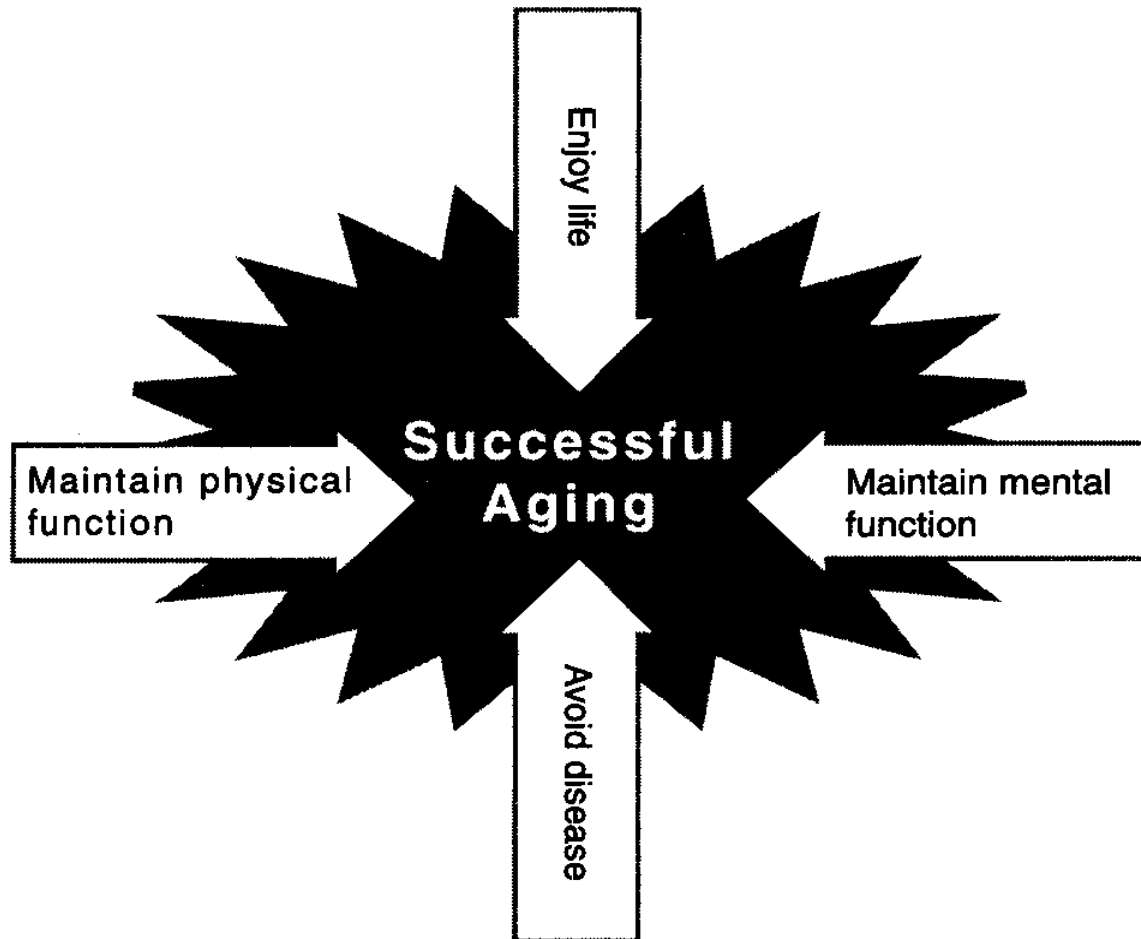 Enjoy life
Successful
Aging
Maintain physical
function
Maintain mental
function
Avoid disease